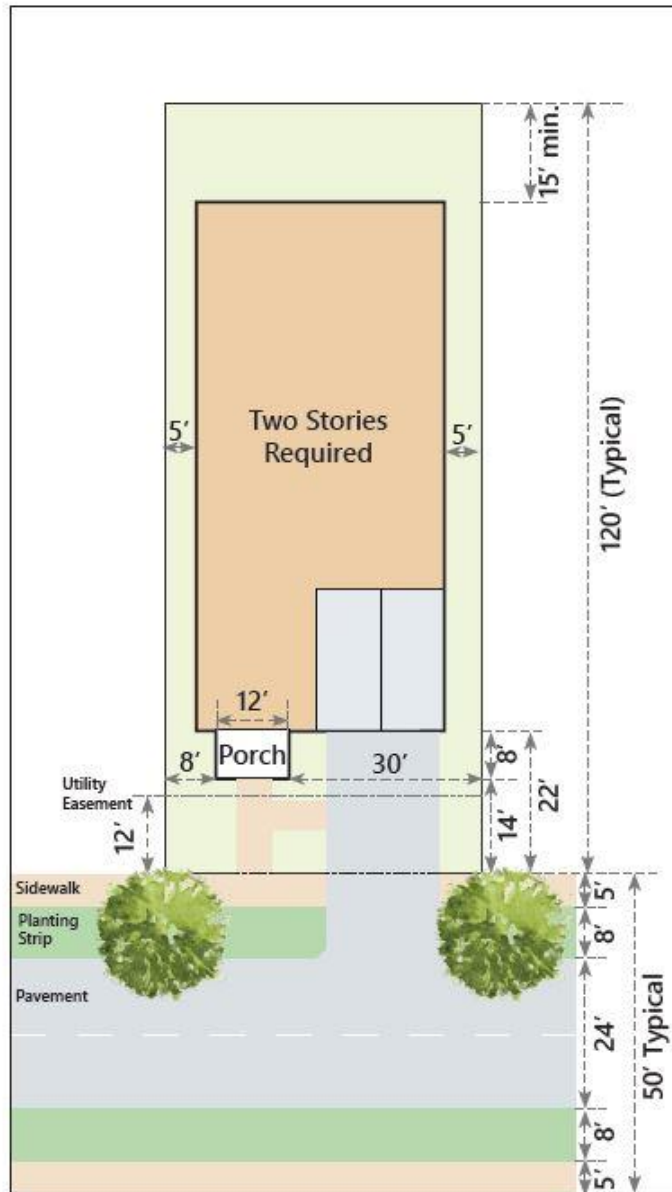 15’ min.
120’ (Typical)
5’
Two Stories
Required
5’
12’
Porch
8’
30’
8’
22’
14’
Utility
Easement
12’
Sidewalk
5’
Planting
Strip
8’
Pavement
24’
50’ Typical
8’
5’